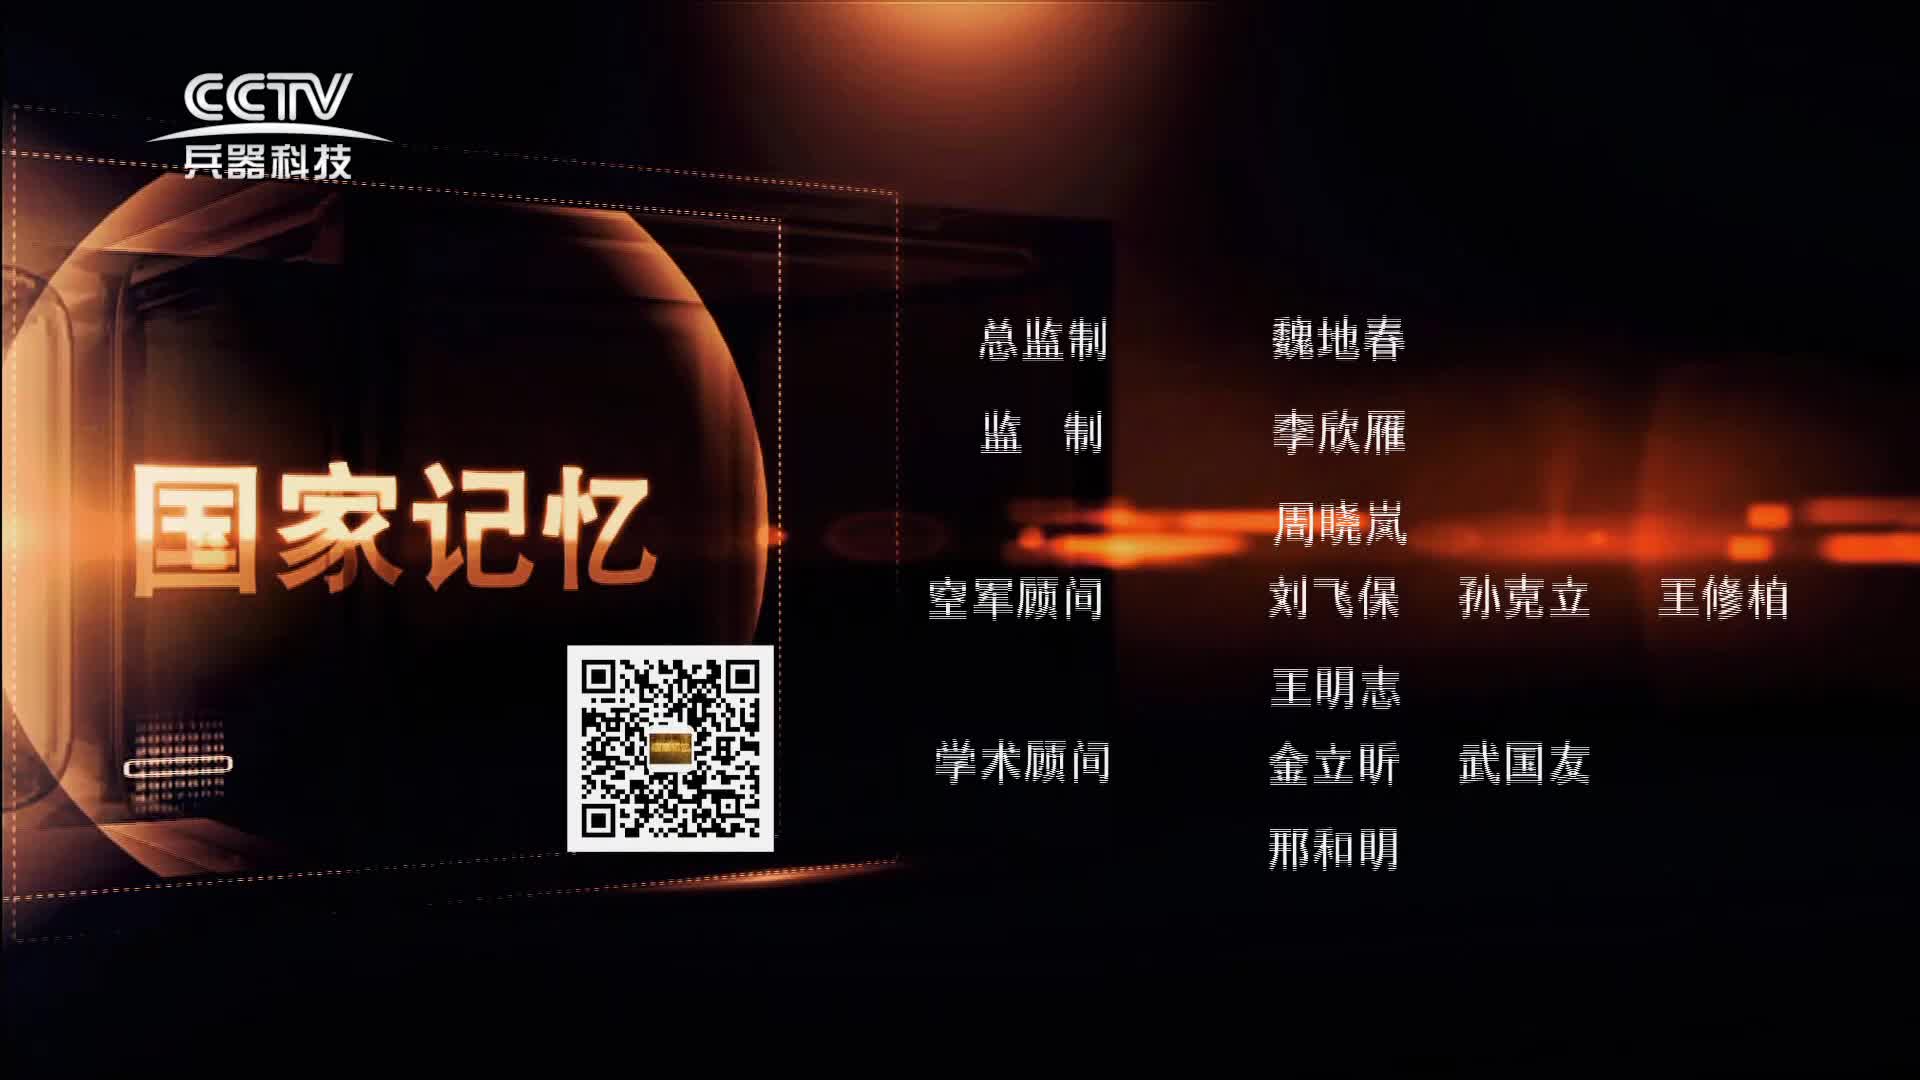 CCTV
兵器科技
国家记忆
总监制 魏地春
监 制 李欣雁
周晓岚
空军顾问 刘飞保 孙克立 王修柏
王明志
学术顾问 金立昕 武国友
邢和明